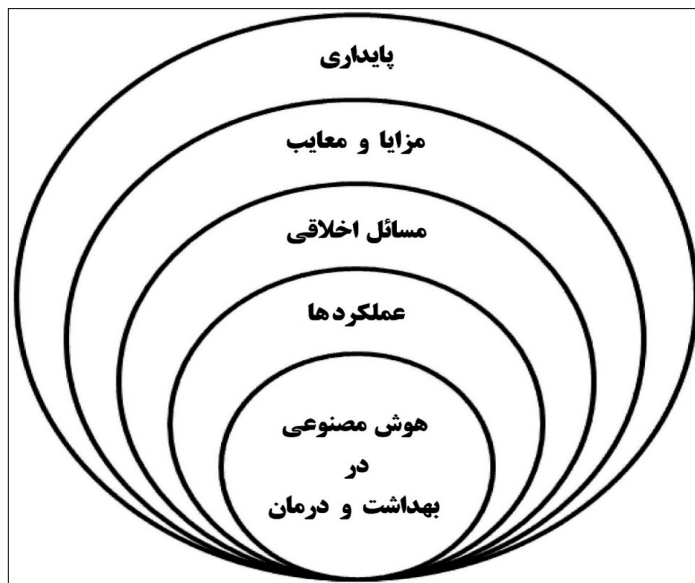 پایداری
مزایا و معایب
مسائل اخلاقی
عملکردها
هوش مصنوعی
در
بهداشت و درمان